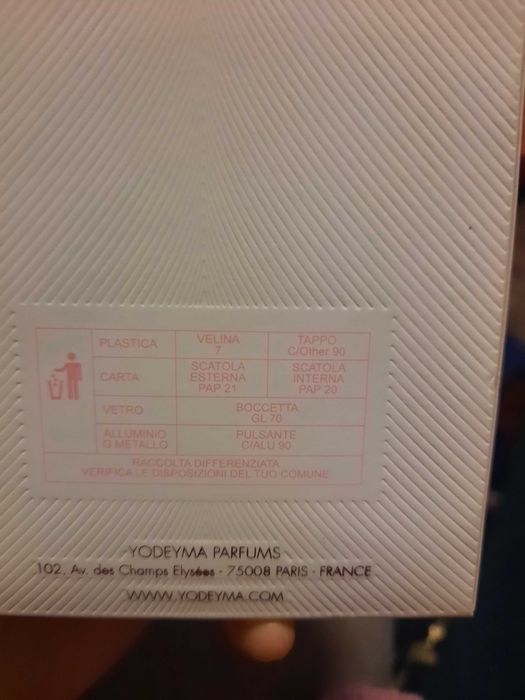 PLASTICA
VELINA
7
TAPPO
C/Other 90
CARTA
SCATOLA
ESTERNA
PAP 21
SCATOLA
INTERNA
PAP 20
VETRO
BOCCETTA
GL 70
ALLUMINIO
O METALLO
PULSANTE
C/ALU 90
RACCOLTA DIFFERENZIATA
VERIFICA LE DISPOSIZIONI DEL TUO COMUNE
YODEYMA PARFUMS
102, Av. des Champs Elysées - 75008 PARIS - FRANCE
WWW.YODEYMA.COM